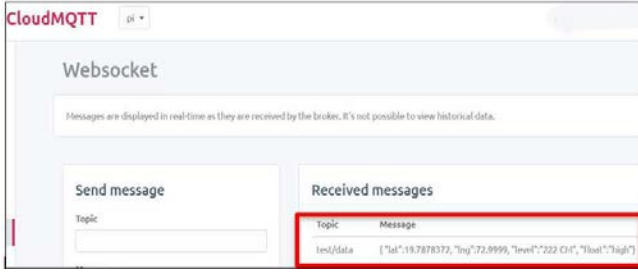 CloudMQTT pi
Websocket
Messages are displayed in real-time as they are received by the broker. It's not possible to view historical data.
Send message
Received messages
Topic
Topic Message
test/data { "lat":19.7878372, "lng":72.9999, "level":"222 CM", "float":"high"}